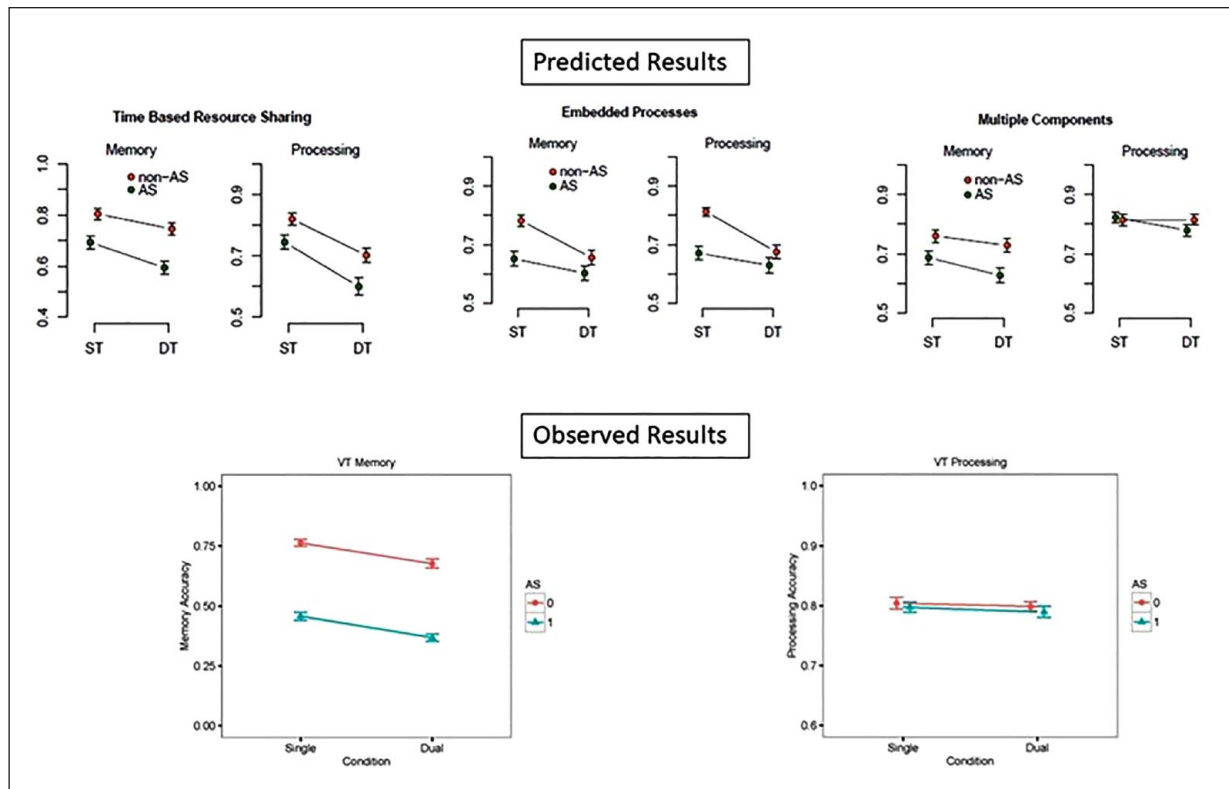 Predicted Results
Time Based Resource Sharing
Memory
Processing
non-AS
AS
1.0
0.8
0.6
0.4
0.9
0.7
0.5
ST
DT
ST
DT
Embedded Processes
Memory
Processing
non-AS
AS
0.9
0.7
0.5
0.9
0.7
0.5
ST
DT
ST
DT
Multiple Components
Memory
Processing
non-AS
AS
0.9
0.7
0.5
0.9
0.7
0.5
ST
DT
ST
DT
Observed Results
VT Memory
Memory Accuracy
1.00
0.75
0.50
0.25
0.00
Single
Dual
Condition
AS
0
1
VT Processing
Processing Accuracy
1.0
0.9
0.8
0.7
0.6
Single
Dual
Condition
AS
0
1